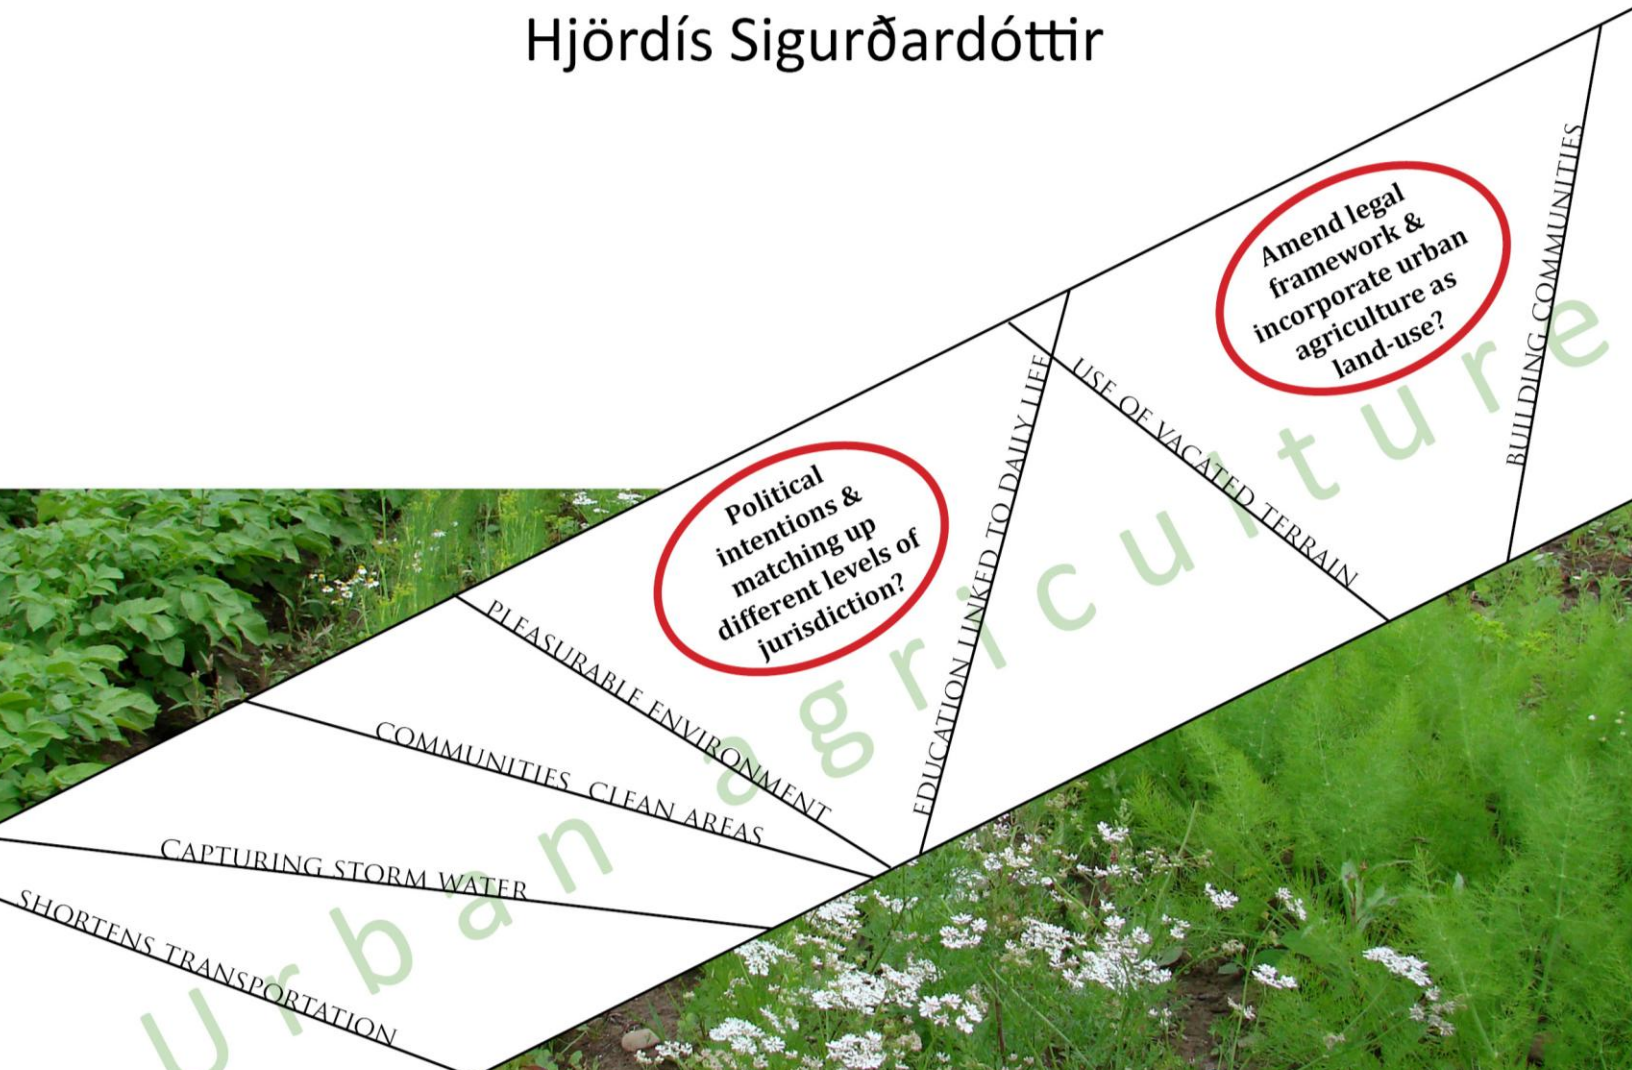 Hjördís Sigurðardóttir
Amend legal
framework &
incorporate urban
agriculture as
land-use?
BUILDING COMMUNITIES
USE OF VACATED TERRAIN
EDUCATION LINKED TO DAILY LIFE
Political
intentions &
matching up
different levels of
jurisdiction?
PLEASURABLE ENVIRONMENT
COMMUNITIES CLEAN AREAS
CAPTURING STORM WATER
SHORTENS TRANSPORTATION
Urban agriculture